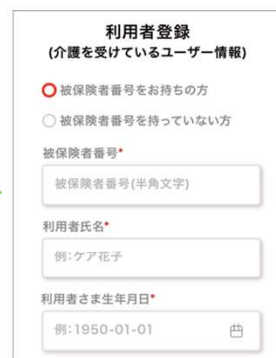 利用者登録
(介護を受けているユーザー情報)
被保険者番号をお持ちの方
被保険者番号を持っていない方
被保険者番号*
被保険者番号(半角文字)
利用者氏名*
例:ケア花子
利用者さま生年月日*
例:1950-01-01